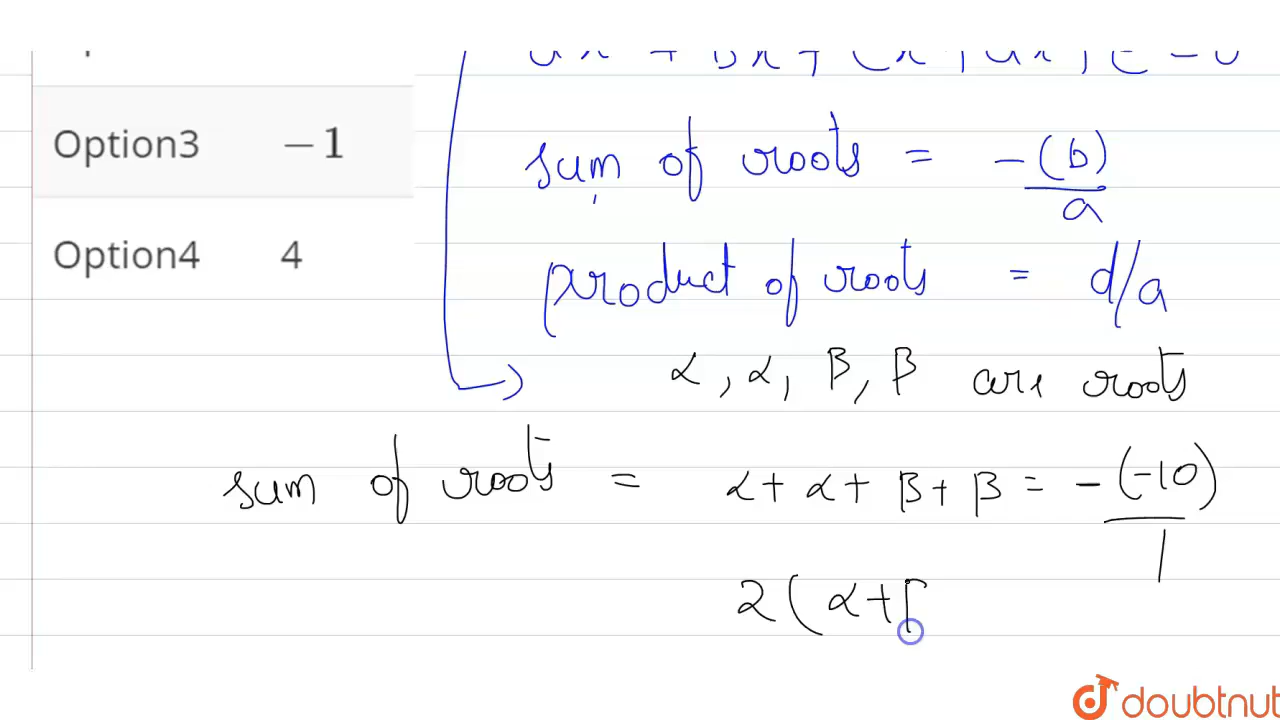 Option3 -1
sum of roots = -(b)/a
Option4 4
product of roots = d/a
α, α, β, β are roots
sum of roots = α + α + β + β = -(-10)/1
2(α+
doubtnut